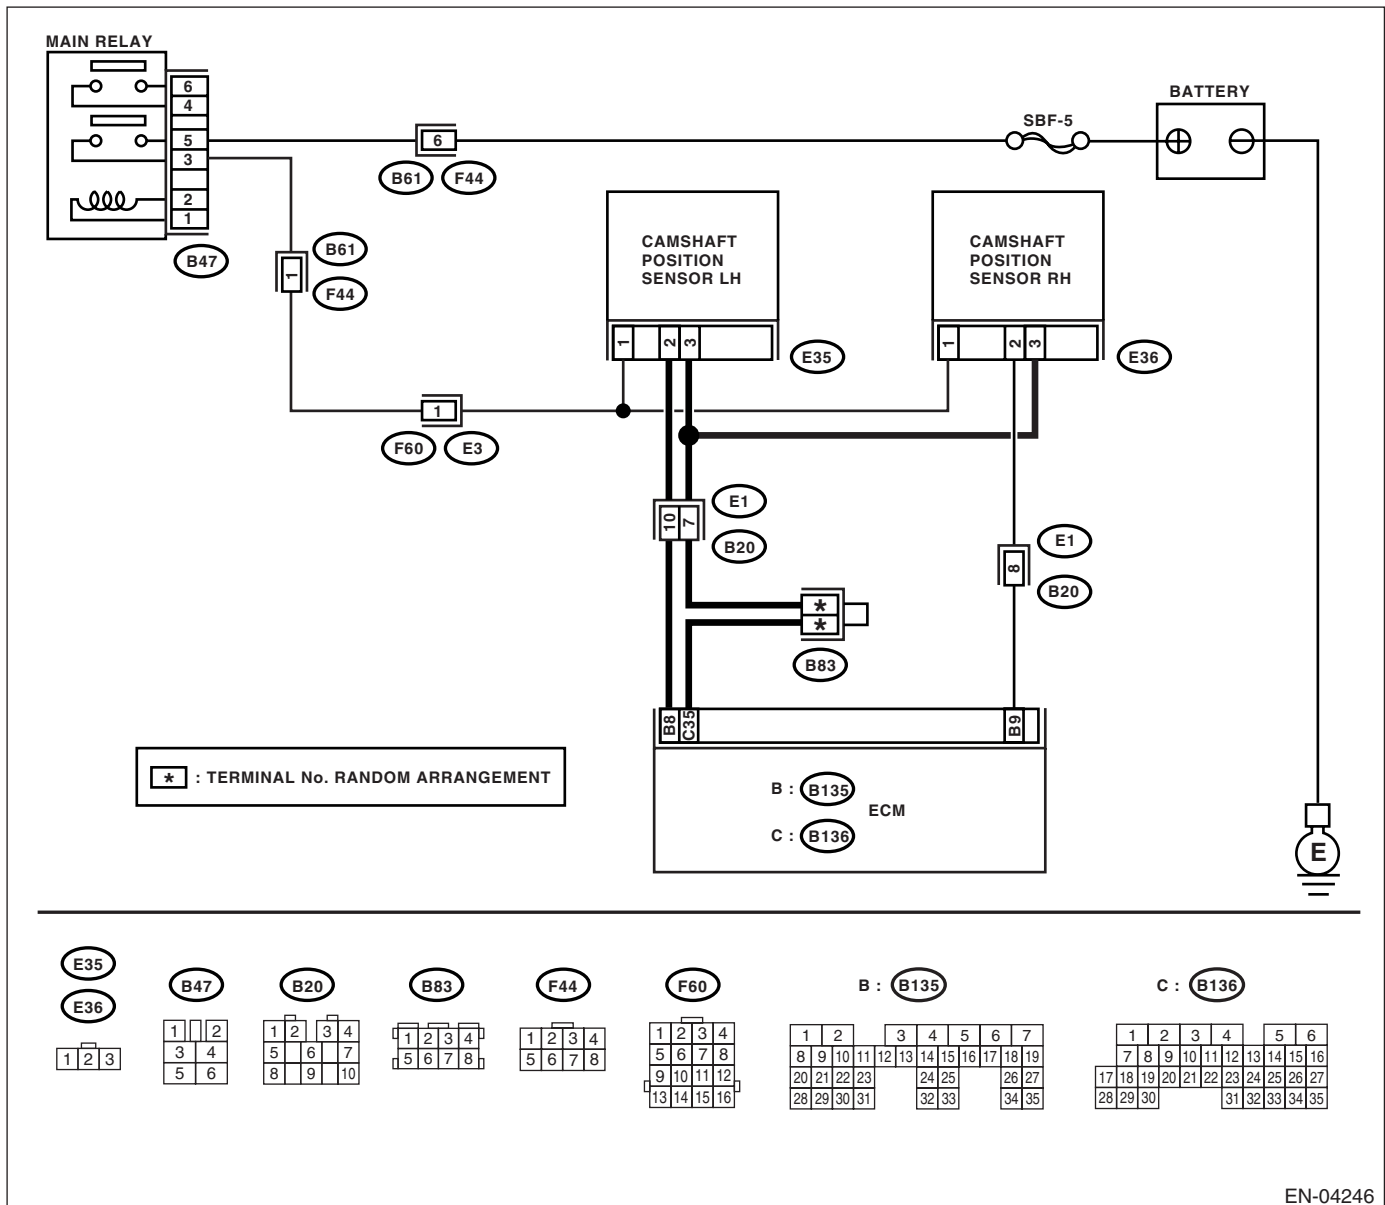 MAIN RELAY
6
4
5
3
2
1
B47
6
B61 F44
SBF-5
BATTERY
1
B61
F44
CAMSHAFT
POSITION
SENSOR LH
1 2 3
E35
CAMSHAFT
POSITION
SENSOR RH
1 2 3
E36
1
F60 E3
10 7
E1
B20
8
E1
B20
*
*
B83
B8 C35 B9
B : B135
ECM
C : B136
* : TERMINAL No. RANDOM ARRANGEMENT
E
E35
E36
1 2 3
B47
1 2
3 4
5 6
B20
1 2 3 4
5 6 7
8 9 10
B83
1 2 3 4
5 6 7 8
F44
1 2 3 4
5 6 7 8
F60
1 2 3 4
5 6 7 8
9 10 11 12
13 14 15 16
B : B135
1 2 3 4 5 6 7
8 9 10 11 12 13 14 15 16 17 18 19
20 21 22 23 24 25 26 27
28 29 30 31 32 33 34 35
C : B136
1 2 3 4 5 6
7 8 9 10 11 12 13 14 15 16
17 18 19 20 21 22 23 24 25 26 27
28 29 30 31 32 33 34 35
EN-04246